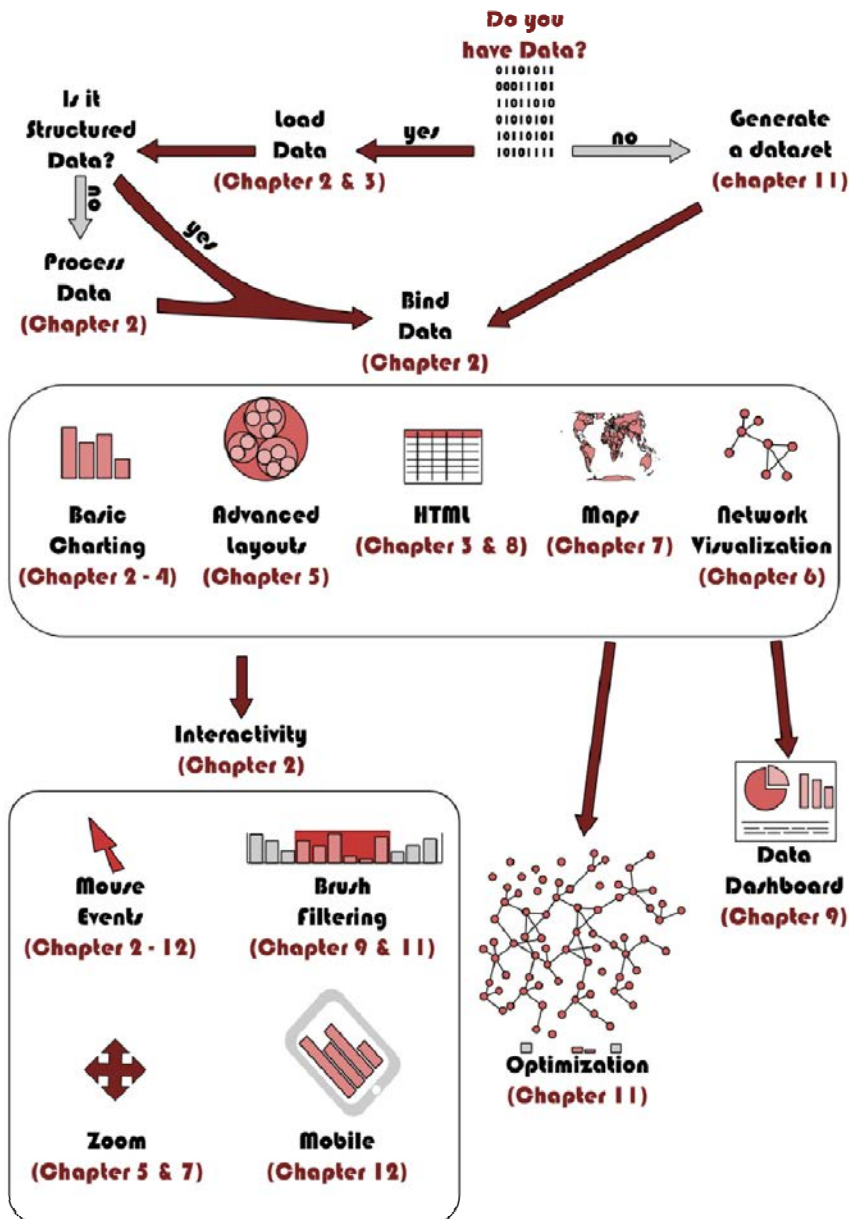 Do you
have Data?
01101011
00011101
11011010
01010101
10110101
10101111
yes
no
Is it
Structured
Data?
Load
Data
(Chapter 2 & 3)
Generate
a dataset
(chapter 11)
no
yes
Process
Data
(Chapter 2)
Bind
Data
(Chapter 2)
Basic
Charting
(Chapter 2 - 4)
Advanced
Layouts
(Chapter 5)
HTML
(Chapter 3 & 8)
Maps
(Chapter 7)
Network
Visualization
(Chapter 6)
Interactivity
(Chapter 2)
Mouse
Events
(Chapter 2 - 12)
Brush
Filtering
(Chapter 9 & 11)
Zoom
(Chapter 5 & 7)
Mobile
(Chapter 12)
Optimization
(Chapter 11)
Data
Dashboard
(Chapter 9)